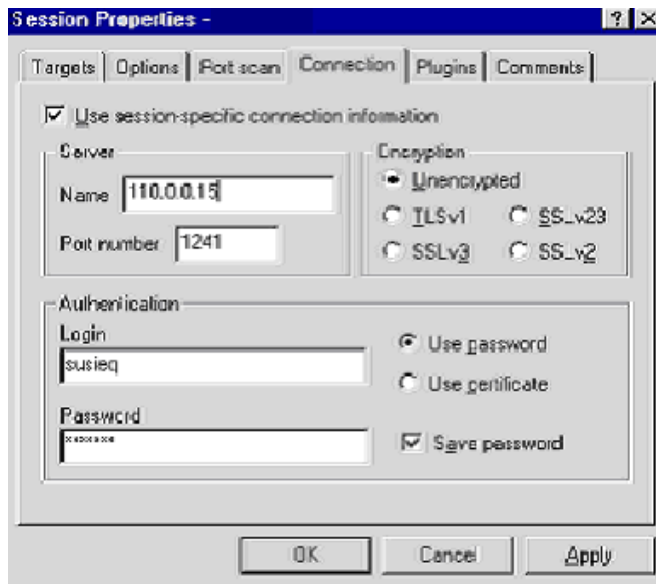 Session Properties -
Targets Options Port scan Connection Plugins Comments
Use session-specific connection information
Server
Name 110.0.0.15
Port number 1241
Encryption
Unencrypted
TLSv1 SSLv23
SSLv3 SSLv2
Authentication
Login
susieq
Use password
Use certificate
Password
*******
Save password
OK Cancel Apply